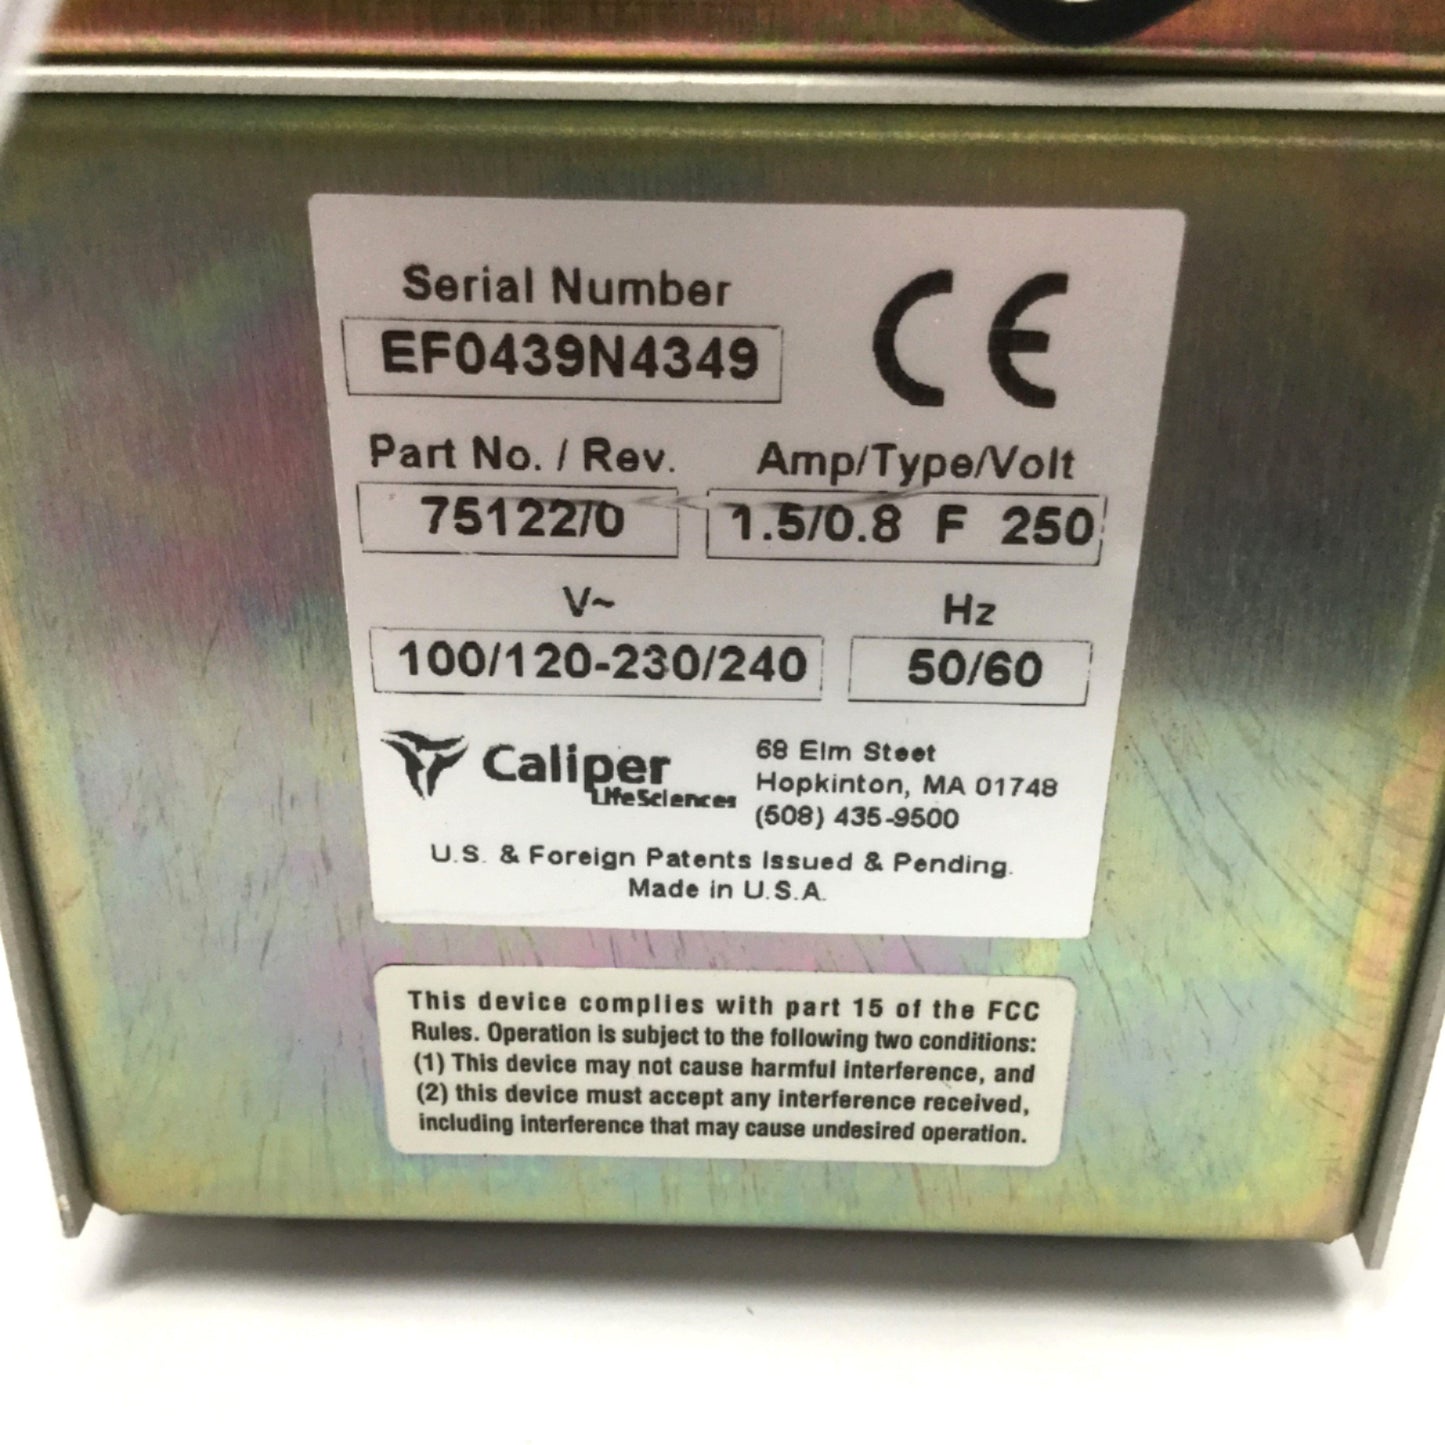 Serial Number
CE
EF0439N4349
Part No. / Rev.
Amp/Type/Volt
75122/0
1.5/0.8 F 250
V~
Hz
100/120-230/240
50/60
Caliper
LifeSciences
68 Elm Steet
Hopkinton, MA 01748
(508) 435-9500
U.S. & Foreign Patents Issued & Pending.
Made in U.S.A.
This device complies with part 15 of the FCC
Rules. Operation is subject to the following two conditions:
(1) This device may not cause harmful interference, and
(2) this device must accept any interference received,
including interference that may cause undesired operation.